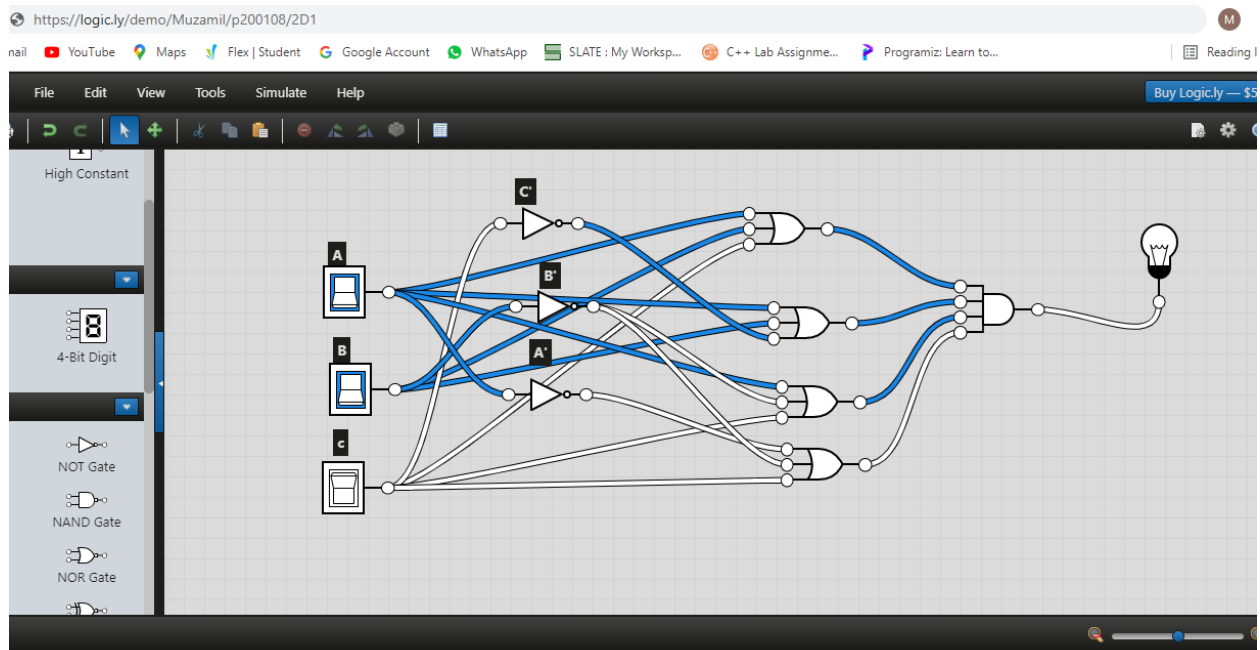 https://logic.ly/demo/Muzamil/p200108/2D1
M
mail YouTube Maps Flex | Student Google Account WhatsApp SLATE : My Worksp... C++ Lab Assignme... Programiz: Learn to... Reading l
File Edit View Tools Simulate Help
Buy Logic.ly — $5
High Constant
4-Bit Digit
NOT Gate
NAND Gate
NOR Gate
C'
A
B'
B
A'
c